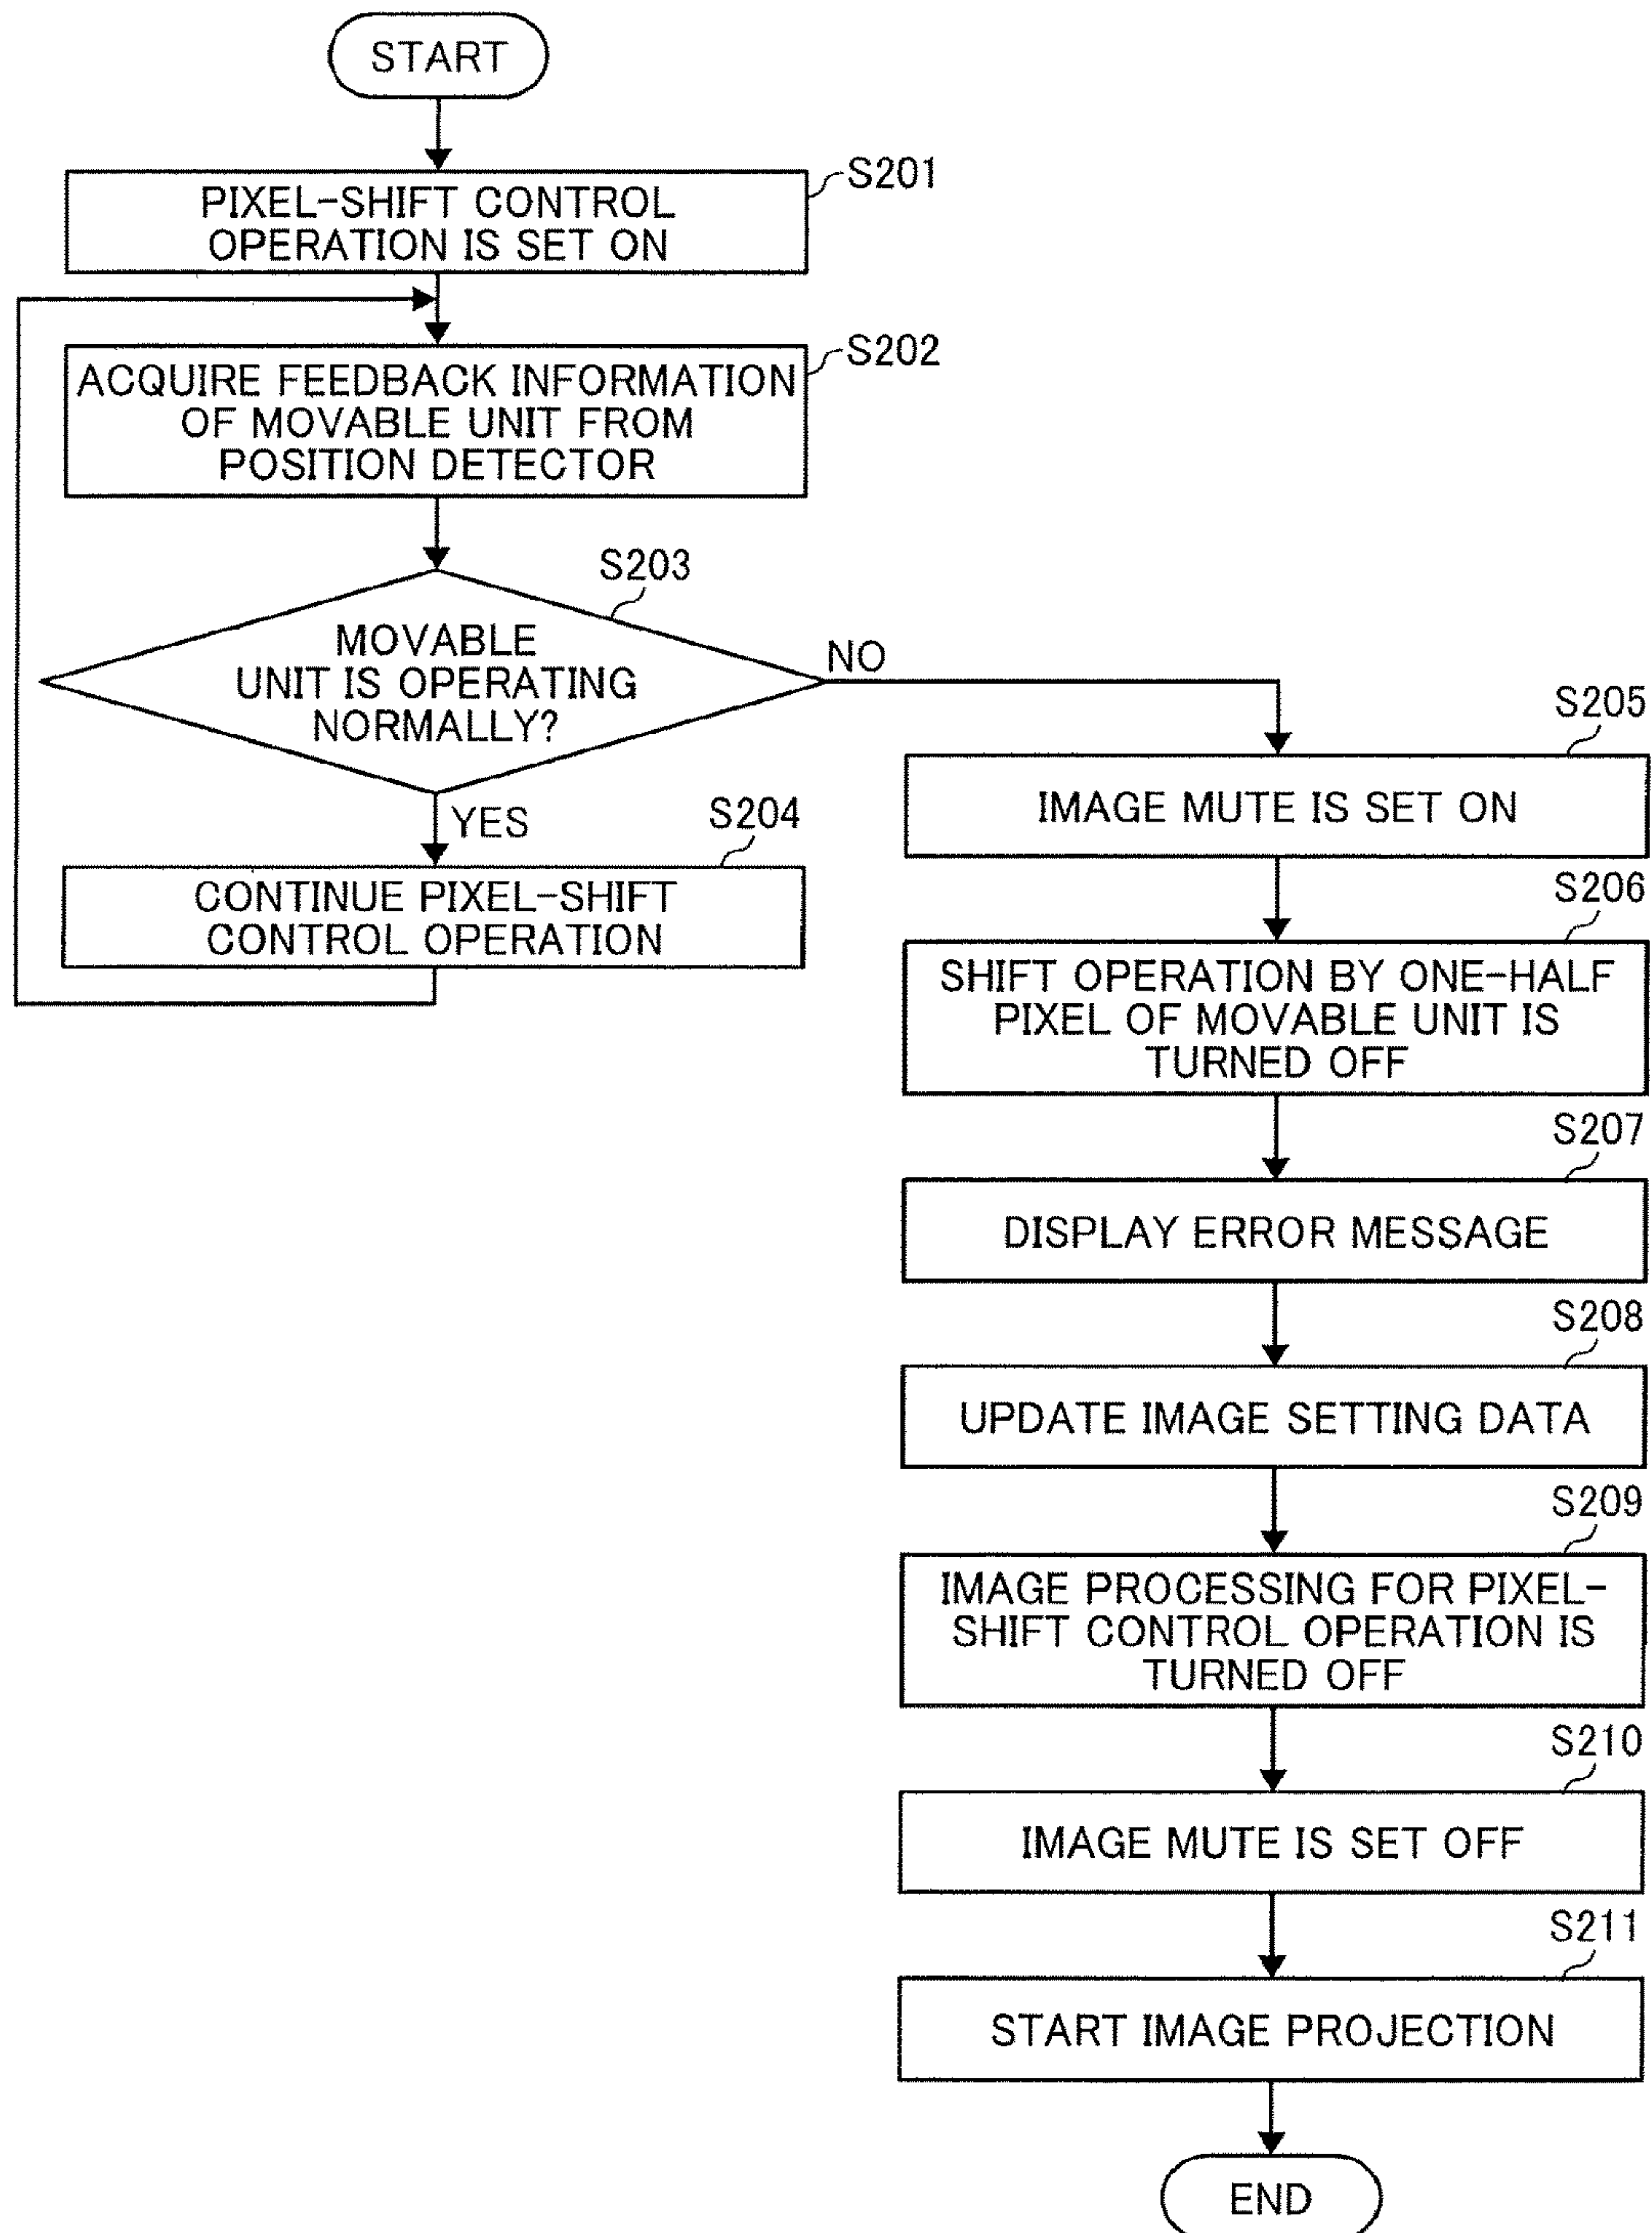 START
S201
PIXEL-SHIFT CONTROL
OPERATION IS SET ON
S202
ACQUIRE FEEDBACK INFORMATION
OF MOVABLE UNIT FROM
POSITION DETECTOR
S203
MOVABLE
UNIT IS OPERATING
NORMALLY?
NO
YES
S204
CONTINUE PIXEL-SHIFT
CONTROL OPERATION
S205
IMAGE MUTE IS SET ON
S206
SHIFT OPERATION BY ONE-HALF
PIXEL OF MOVABLE UNIT IS
TURNED OFF
S207
DISPLAY ERROR MESSAGE
S208
UPDATE IMAGE SETTING DATA
S209
IMAGE PROCESSING FOR PIXEL-
SHIFT CONTROL OPERATION IS
TURNED OFF
S210
IMAGE MUTE IS SET OFF
S211
START IMAGE PROJECTION
END